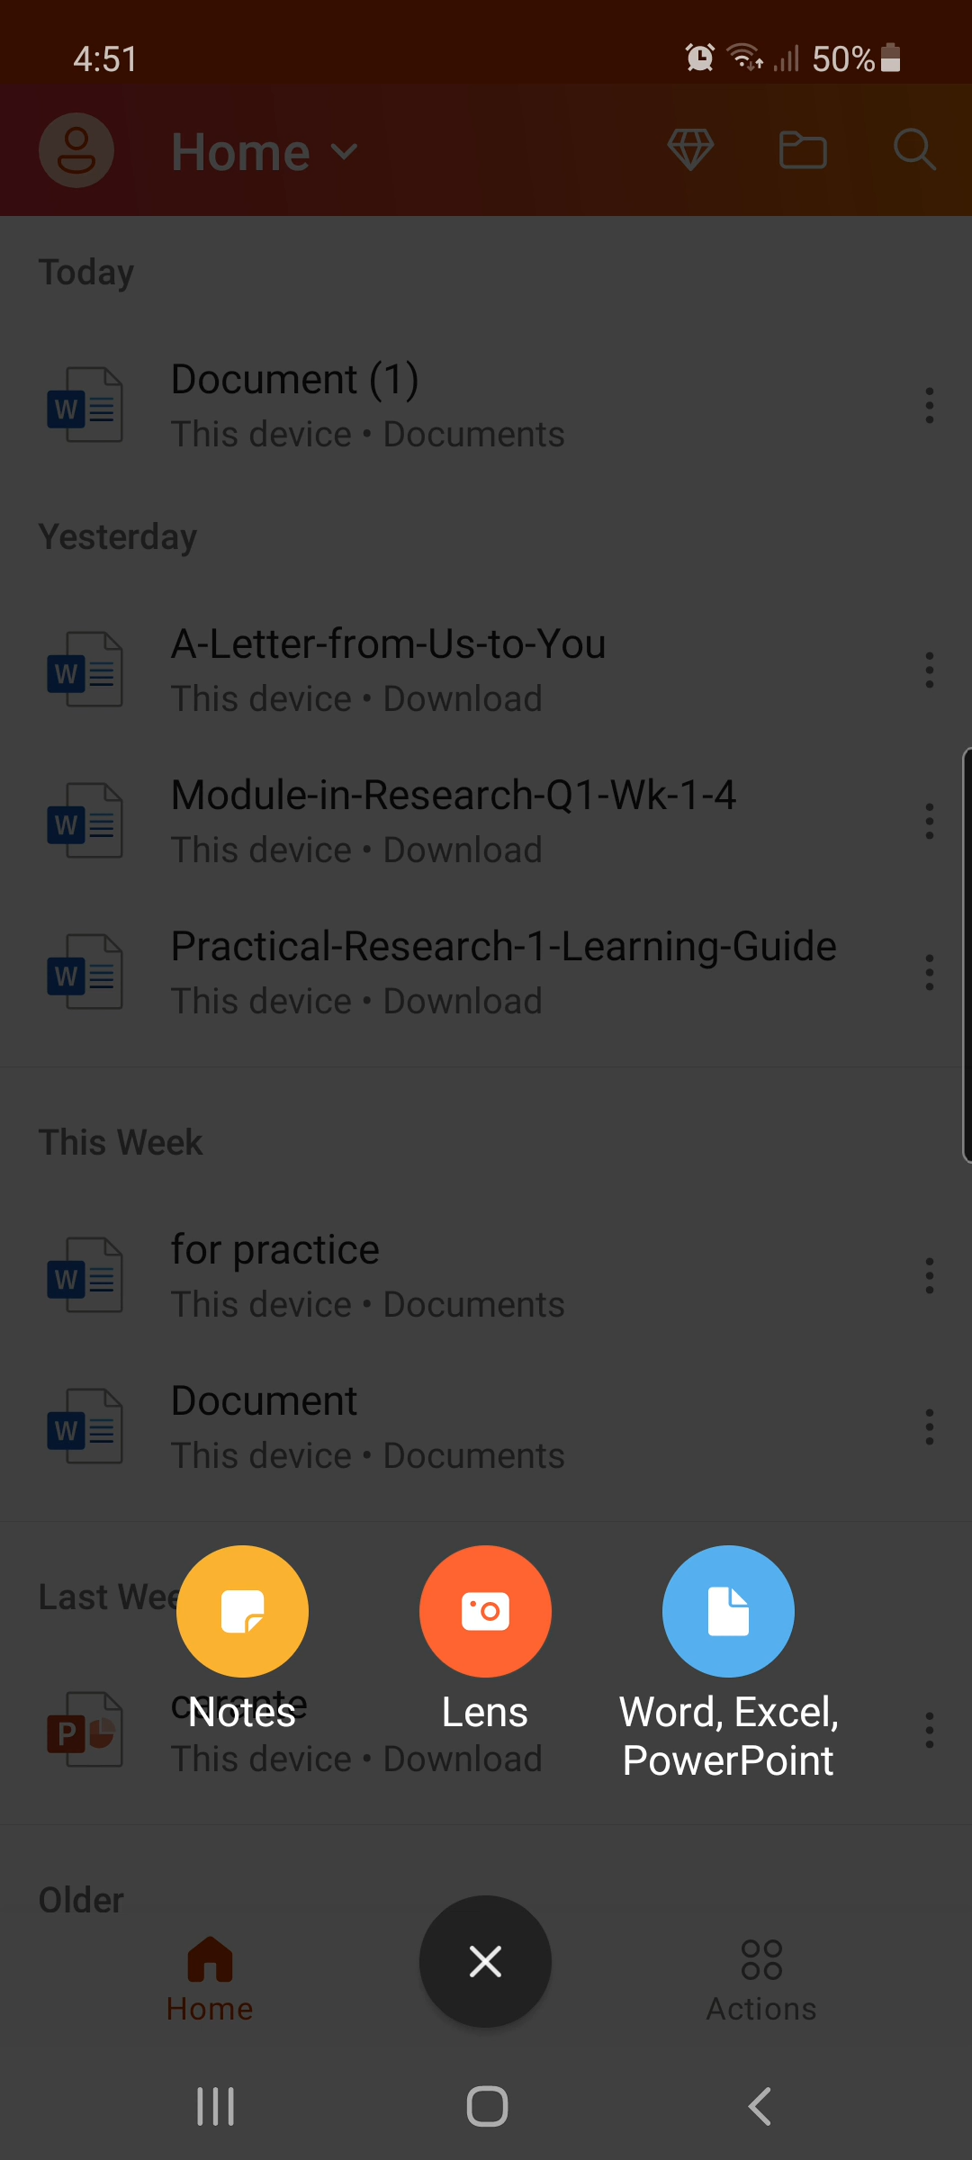 4:51
50%
Home
Today
Document (1)
This device • Documents
Yesterday
A-Letter-from-Us-to-You
This device • Download
Module-in-Research-Q1-Wk-1-4
This device • Download
Practical-Research-1-Learning-Guide
This device • Download
This Week
for practice
This device • Documents
Document
This device • Documents
Last Wee
Notes
Lens
Word, Excel,
PowerPoint
This device • Download
Older
Home
Actions